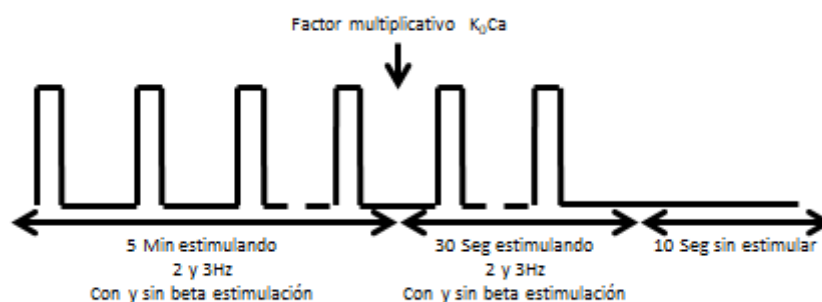 Factor multiplicativo K₀Ca
5 Min estimulando
2 y 3Hz
Con y sin beta estimulación
30 Seg estimulando
2 y 3Hz
Con y sin beta estimulación
10 Seg sin estimular